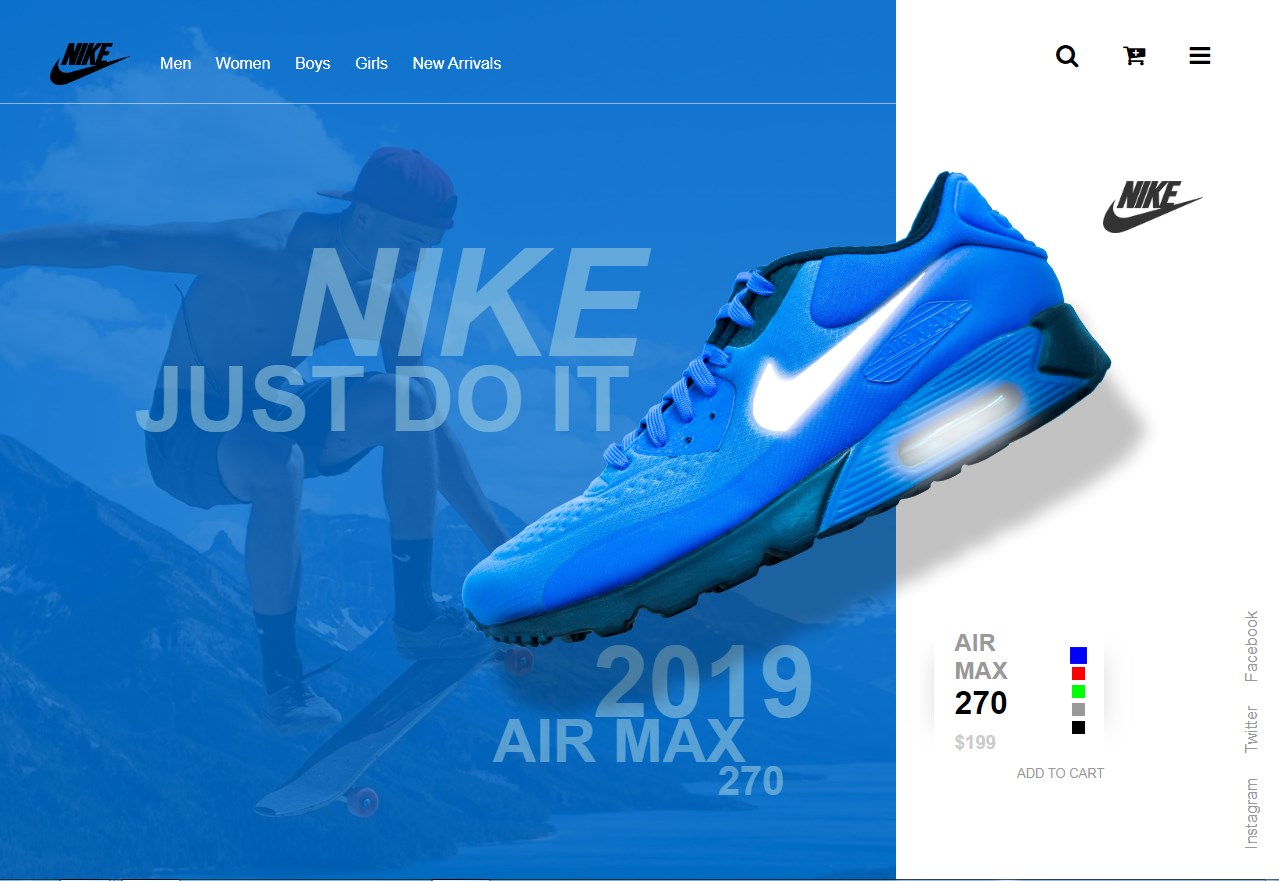 NIKE
Men Women Boys Girls New Arrivals
NIKE
NIKE
JUST DO IT
AIR MAX
2019
AIR MAX
270
AIR
MAX
270
$199
ADD TO CART
Facebook
Twitter
Instagram